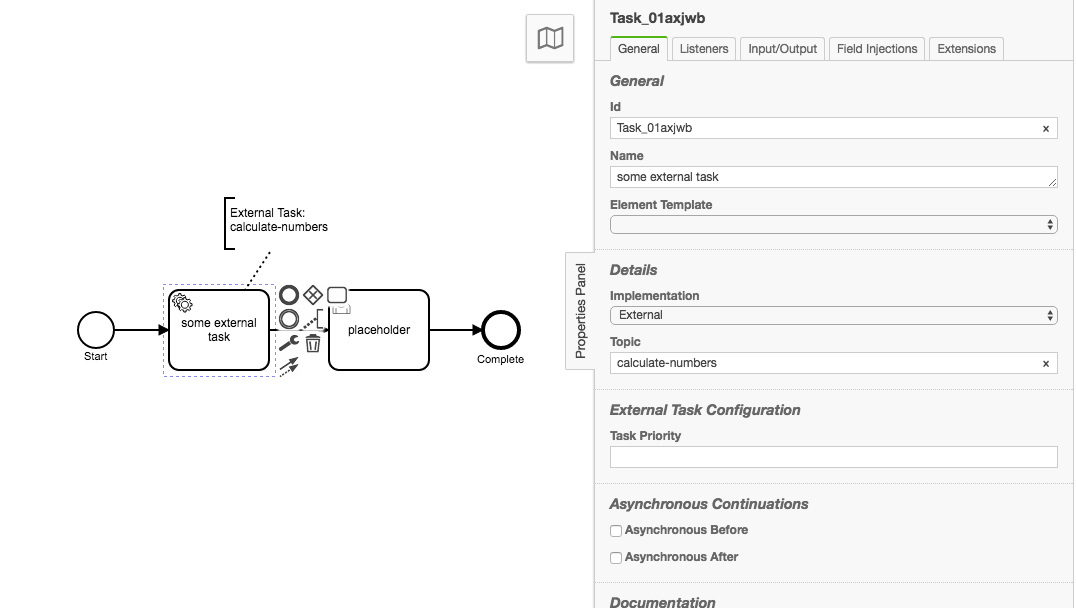 External Task:
calculate-numbers
some external
task
placeholder
Start
Complete
Properties Panel
Task_01axjwb
General
Listeners
Input/Output
Field Injections
Extensions
General
Id
Task_01axjwb
x
Name
some external task
Element Template
Details
Implementation
External
Topic
calculate-numbers
x
External Task Configuration
Task Priority
Asynchronous Continuations
Asynchronous Before
Asynchronous After
Documentation